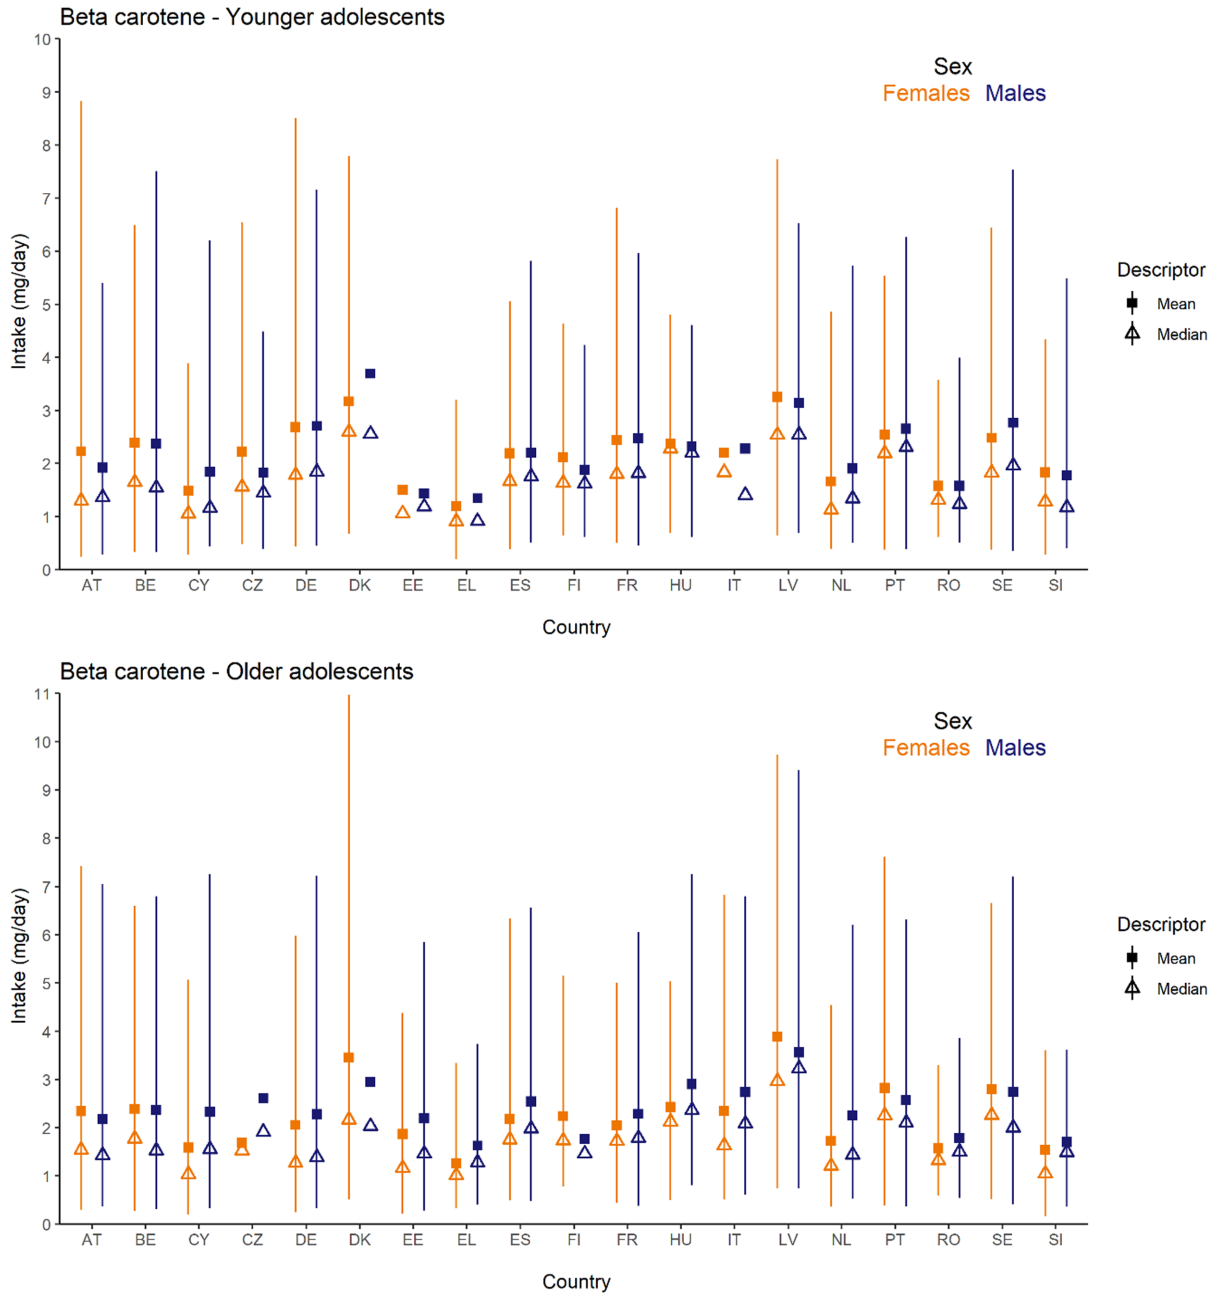 Beta carotene - Younger adolescents
10
9
8
7
6
5
4
3
2
1
0
Intake (mg/day)
Sex
Females Males
Descriptor
Mean
Median
AT BE CY CZ DE DK EE EL ES FI FR HU IT LV NL PT RO SE SI
Country
Beta carotene - Older adolescents
11
10
9
8
7
6
5
4
3
2
1
0
Intake (mg/day)
Sex
Females Males
Descriptor
Mean
Median
AT BE CY CZ DE DK EE EL ES FI FR HU IT LV NL PT RO SE SI
Country